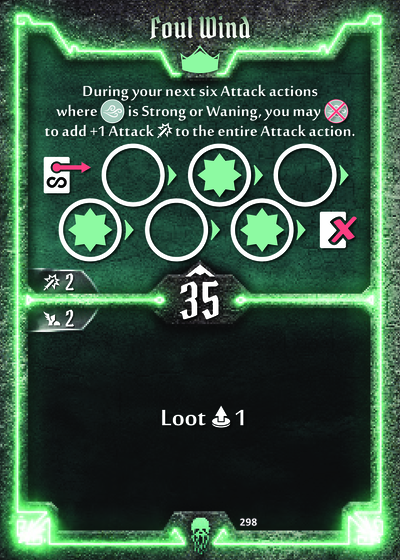 Foul Wind
During your next six Attack actions
where is Strong or Waning, you may
to add +1 Attack to the entire Attack action.
2
35
2
Loot 1
298